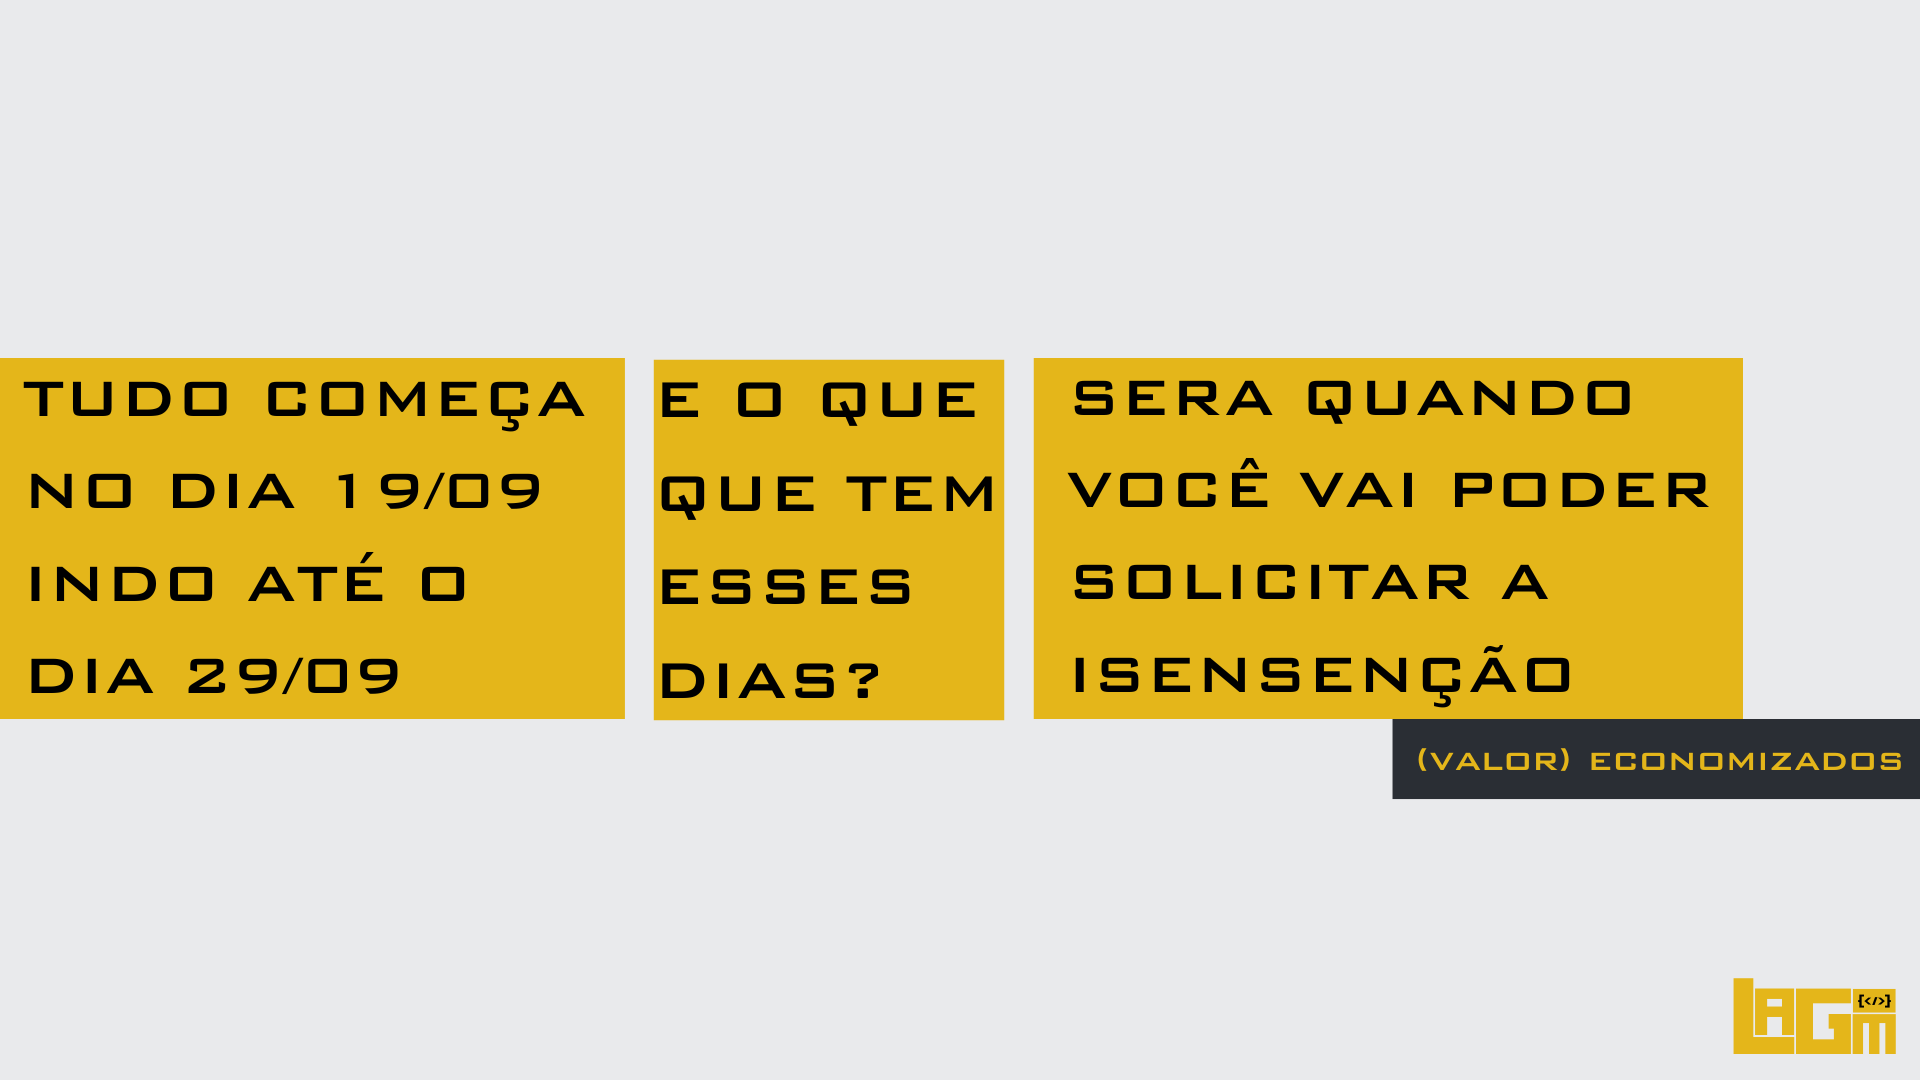 TUDO COMEÇA
NO DIA 19/09
INDO ATÉ O
DIA 29/09
E O QUE
QUE TEM
ESSES
DIAS?
SERA QUANDO
VOCÊ VAI PODER
SOLICITAR A
ISENSENÇÃO
(VALOR) ECONOMIZADOS
LAGM
{</>}